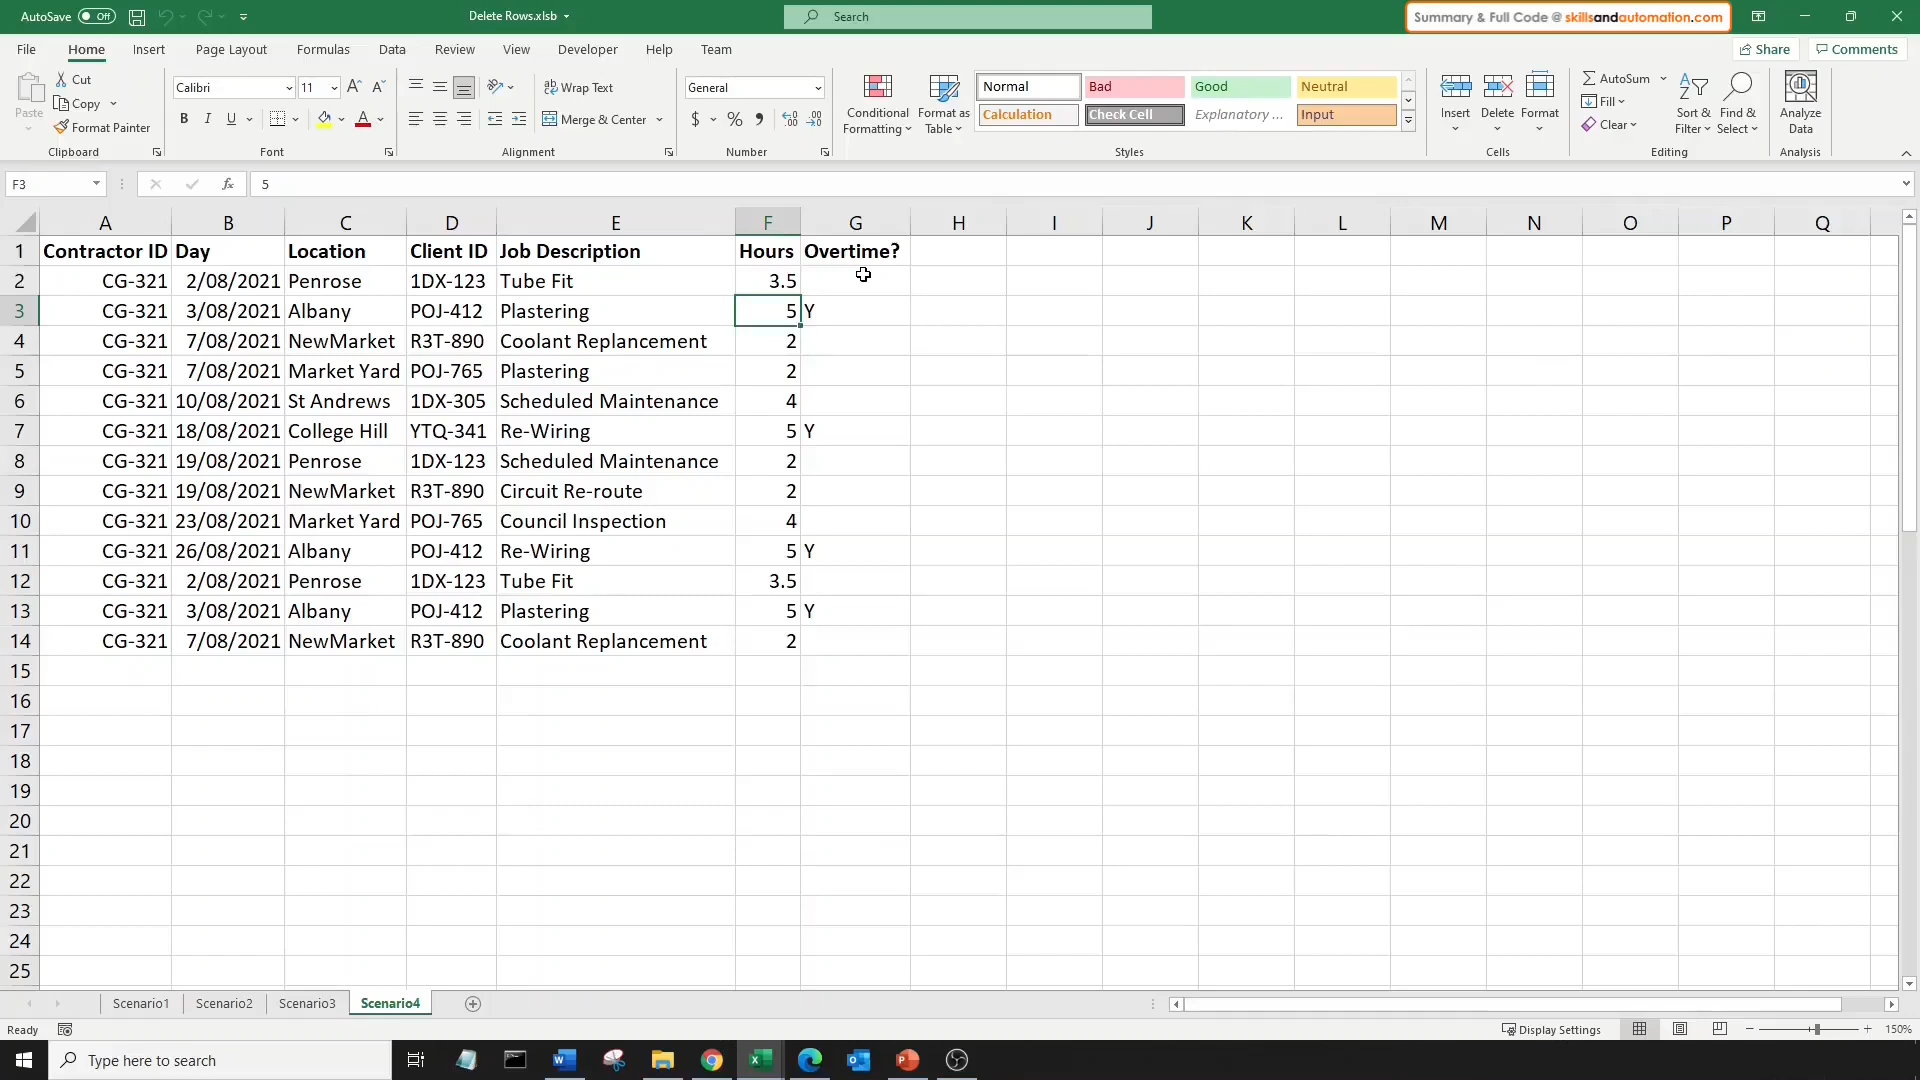 AutoSave Off Delete Rows.xlsb Search Summary & Full Code @ skillsandautomation.com
File Home Insert Page Layout Formulas Data Review View Developer Help Team Share Comments
Paste Cut Copy Format Painter Clipboard
Calibri 11 B I U Font
Wrap Text Merge & Center Alignment
General $ % 9 Number
Conditional Formatting Format as Table
Normal Bad Good Neutral
Calculation Check Cell Explanatory ... Input
Styles
Insert Delete Format Cells
AutoSum Fill Clear Sort & Filter Find & Select Editing
Analyze Data Analysis
F3 fx 5
A B C D E F G H I J K L M N O P Q
1 Contractor ID Day Location Client ID Job Description Hours Overtime?
2 CG-321 2/08/2021 Penrose 1DX-123 Tube Fit 3.5
3 CG-321 3/08/2021 Albany POJ-412 Plastering 5 Y
4 CG-321 7/08/2021 NewMarket R3T-890 Coolant Replancement 2
5 CG-321 7/08/2021 Market Yard POJ-765 Plastering 2
6 CG-321 10/08/2021 St Andrews 1DX-305 Scheduled Maintenance 4
7 CG-321 18/08/2021 College Hill YTQ-341 Re-Wiring 5 Y
8 CG-321 19/08/2021 Penrose 1DX-123 Scheduled Maintenance 2
9 CG-321 19/08/2021 NewMarket R3T-890 Circuit Re-route 2
10 CG-321 23/08/2021 Market Yard POJ-765 Council Inspection 4
11 CG-321 26/08/2021 Albany POJ-412 Re-Wiring 5 Y
12 CG-321 2/08/2021 Penrose 1DX-123 Tube Fit 3.5
13 CG-321 3/08/2021 Albany POJ-412 Plastering 5 Y
14 CG-321 7/08/2021 NewMarket R3T-890 Coolant Replancement 2
15
16
17
18
19
20
21
22
23
24
25
Scenario1 Scenario2 Scenario3 Scenario4
Ready Display Settings 150%
Type here to search